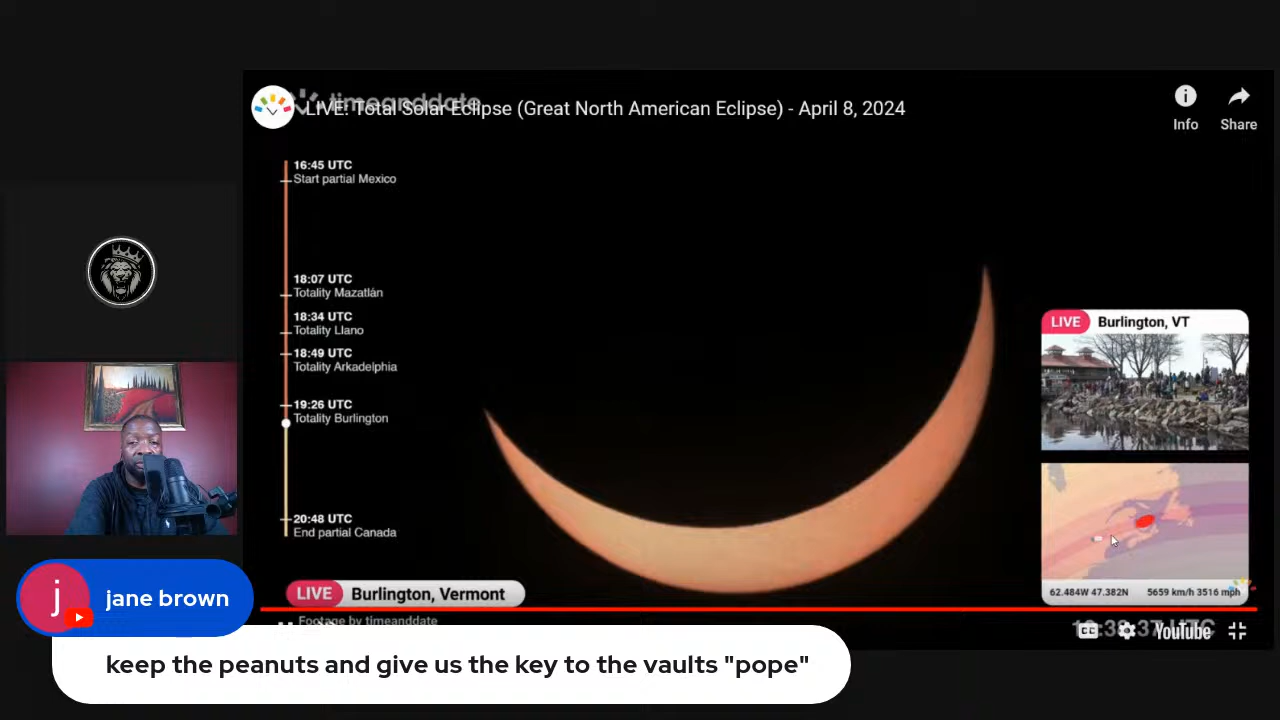 timeanddate
LIVE: Total Solar Eclipse (Great North American Eclipse) - April 8, 2024
Info
Share
16:45 UTC
Start partial Mexico
18:07 UTC
Totality Mazatlán
18:34 UTC
Totality Llano
18:49 UTC
Totality Arkadelphia
19:26 UTC
Totality Burlington
20:48 UTC
End partial Canada
LIVE Burlington, VT
62.484W 47.382N 5659 km/h 3516 mph
LIVE Burlington, Vermont
Footage by timeanddate
CC
YouTube
j
jane brown
keep the peanuts and give us the key to the vaults "pope"